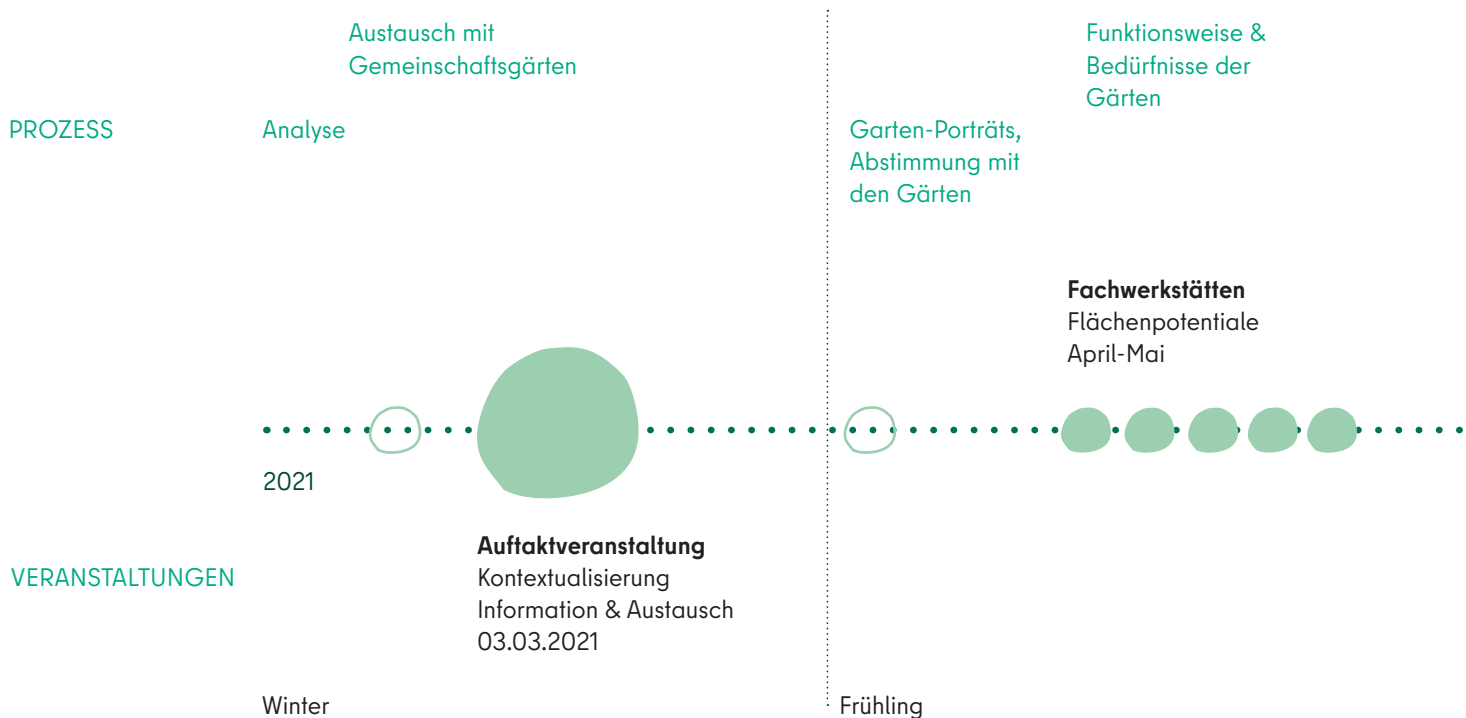 Austausch mit
Gemeinschaftsgärten
Funktionsweise &
Bedürfnisse der
Gärten
PROZESS
Analyse
Garten-Porträts,
Abstimmung mit
den Gärten
Fachwerkstätten
Flächenpotentiale
April-Mai
2021
Auftaktveranstaltung
Kontextualisierung
Information & Austausch
03.03.2021
VERANSTALTUNGEN
Winter
Frühling